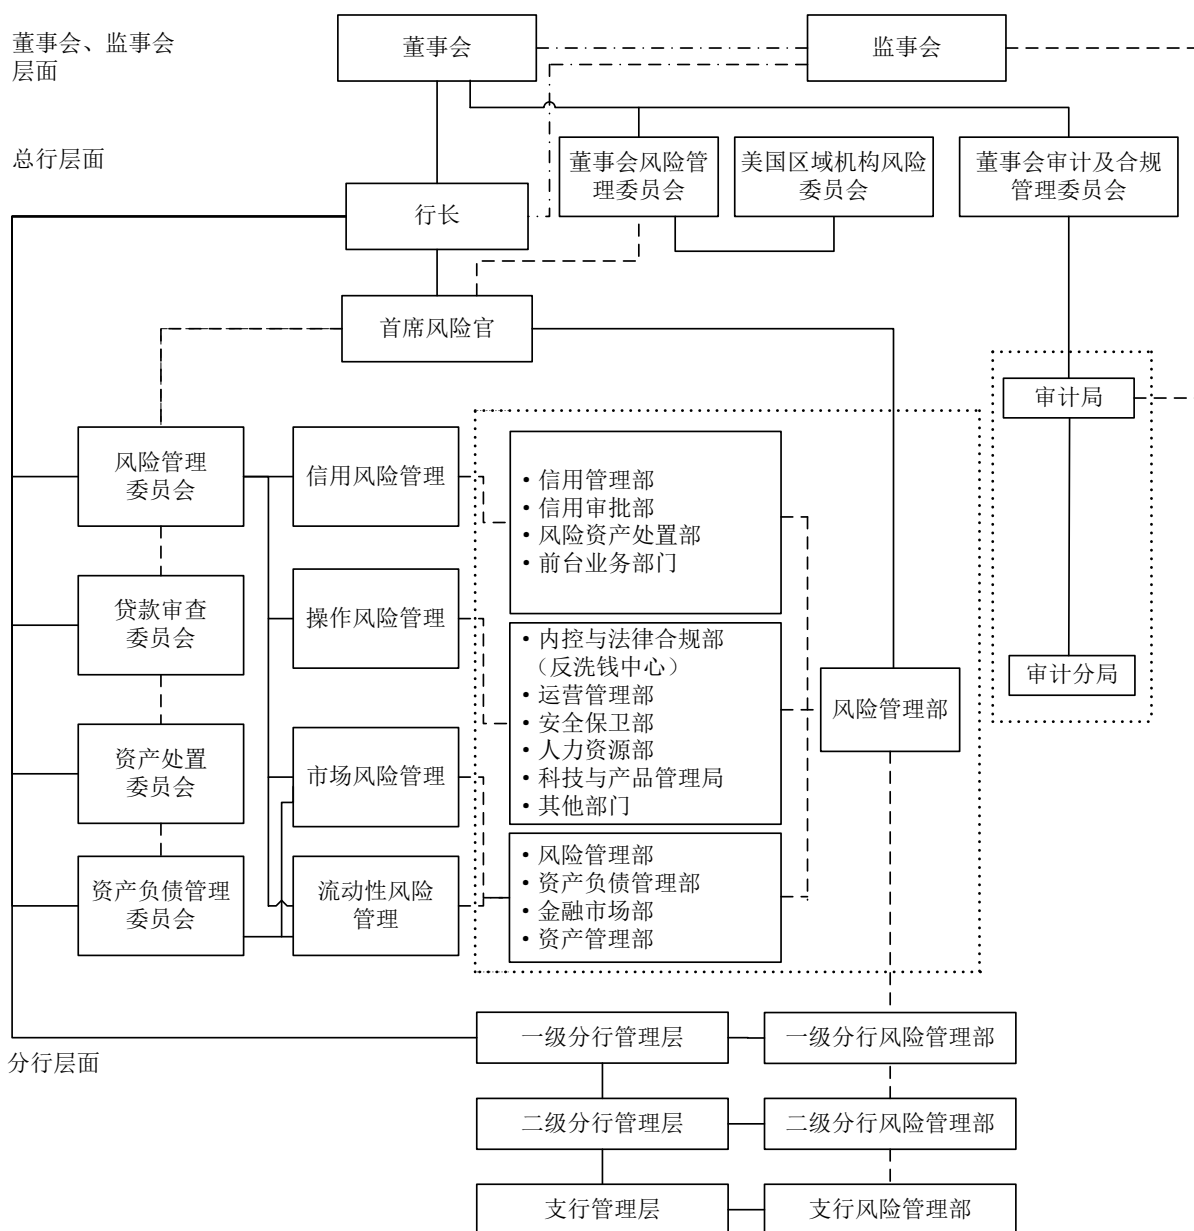 董事会、监事会
层面
董事会
监事会
总行层面
董事会风险管
理委员会
美国区域机构风险
委员会
董事会审计及合规
管理委员会
行长
首席风险官
审计局
风险管理
委员会
信用风险管理
•信用管理部
•信用审批部
•风险资产处置部
•前台业务部门
贷款审查
委员会
操作风险管理
•内控与法律合规部
（反洗钱中心）
•运营管理部
•安全保卫部
•人力资源部
•科技与产品管理局
•其他部门
风险管理部
审计分局
资产处置
委员会
市场风险管理
资产负债管理
委员会
流动性风险
管理
•风险管理部
•资产负债管理部
•金融市场部
•资产管理部
分行层面
一级分行管理层
一级分行风险管理部
二级分行管理层
二级分行风险管理部
支行管理层
支行风险管理部